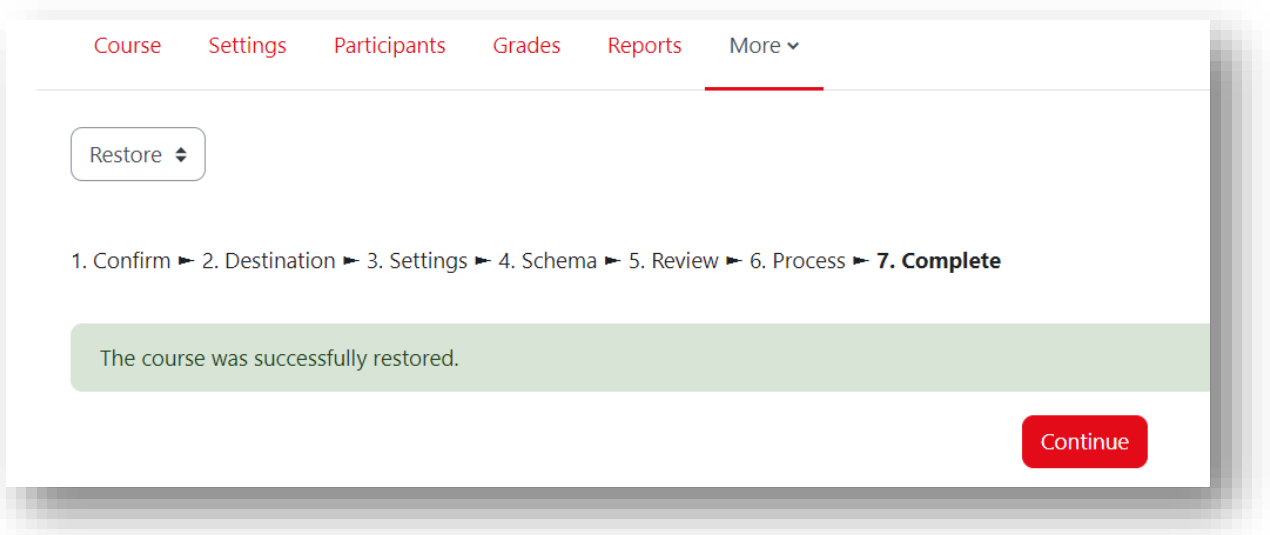 Course Settings Participants Grades Reports More
Restore
1. Confirm ► 2. Destination ► 3. Settings ► 4. Schema ► 5. Review ► 6. Process ► 7. Complete
The course was successfully restored.
Continue